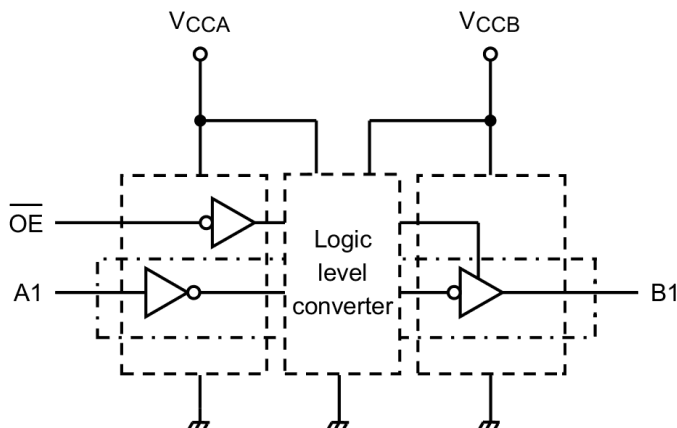 VCCA
VCCB
OE
Logic
level
converter
A1
B1